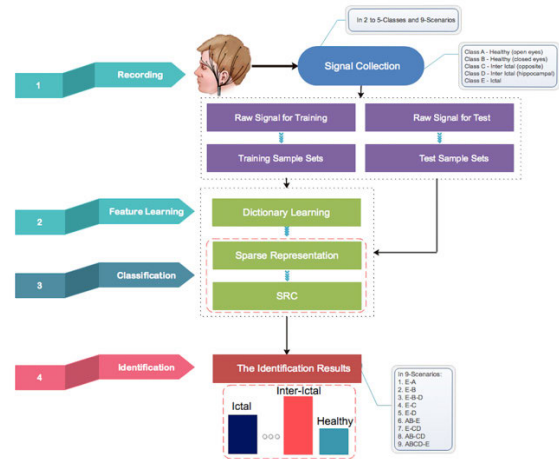 In 2 to 5-Classes and 9-Scenarios
1
Recording
Signal Collection
Class A - Healthy (open eyes)
Class B - Healthy (closed eyes)
Class C - Inter Ictal (opposite)
Class D - Inter Ictal (hippocampal)
Class E - Ictal
Raw Signal for Training
Raw Signal for Test
Training Sample Sets
Test Sample Sets
2
Feature Learning
Dictionary Learning
3
Classification
Sparse Representation
SRC
4
Identification
The Identification Results
In 9-Scenarios:
1. E-A
2. E-B
3. E-B-D
4. E-C
5. E-D
6. AB-E
7. E-CD
8. AB-CD
9. ABCD-E
Ictal
Inter-Ictal
Healthy